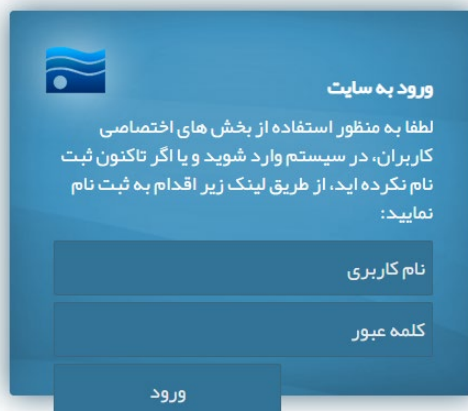 ورود به سایت
لطفا به منظور استفاده از بخش های اختصاصی
کاربران، در سیستم وارد شوید و یا اگر تاکنون ثبت
نام نکرده اید، از طریق لینک زیر اقدام به ثبت نام
نمایید:
نام کاربری
کلمه عبور
ورود